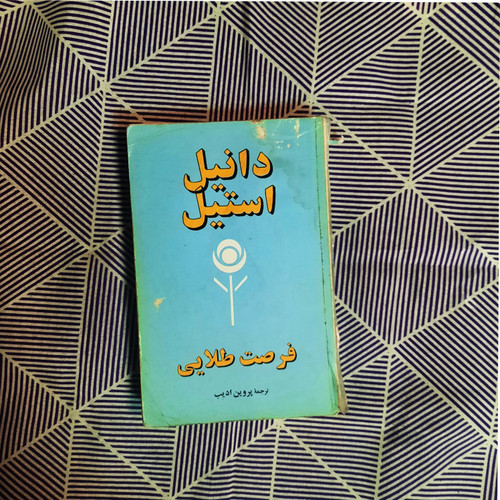 دانیل
استیل
فرصت طلایی
ترجمهٔ پروین ادیب